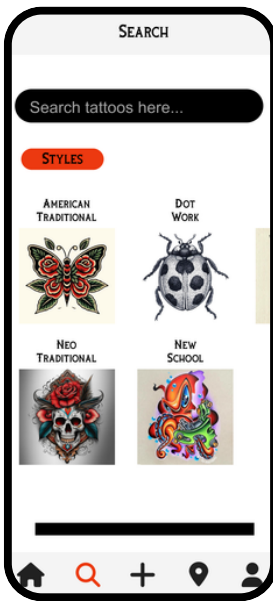 Search
Search tattoos here...
Styles
American
Traditional
Dot
Work
Neo
Traditional
New
School